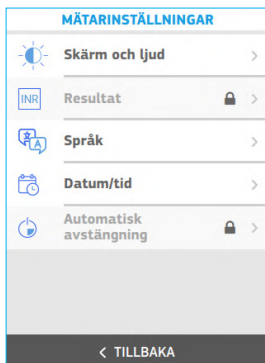 MÄTARINSTÄLLNINGAR
Skärm och ljud
INR
Resultat
A
Språk
Datum/tid
Automatisk
avstängning
TILLBAKA